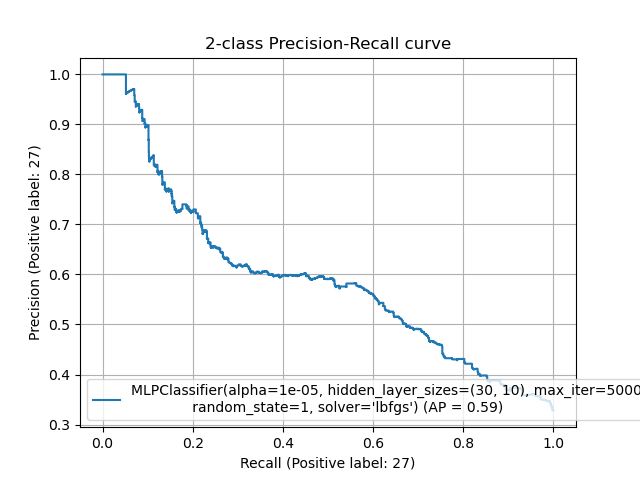 2-class Precision-Recall curve
1.0
0.9
0.8
0.7
0.6
0.5
0.4
0.3
Precision (Positive label: 27)
MLPClassifier(alpha=1e-05, hidden_layer_sizes=(30, 10), max_iter=5000
random_state=1, solver='lbfgs') (AP = 0.59)
0.0 0.2 0.4 0.6 0.8 1.0
Recall (Positive label: 27)